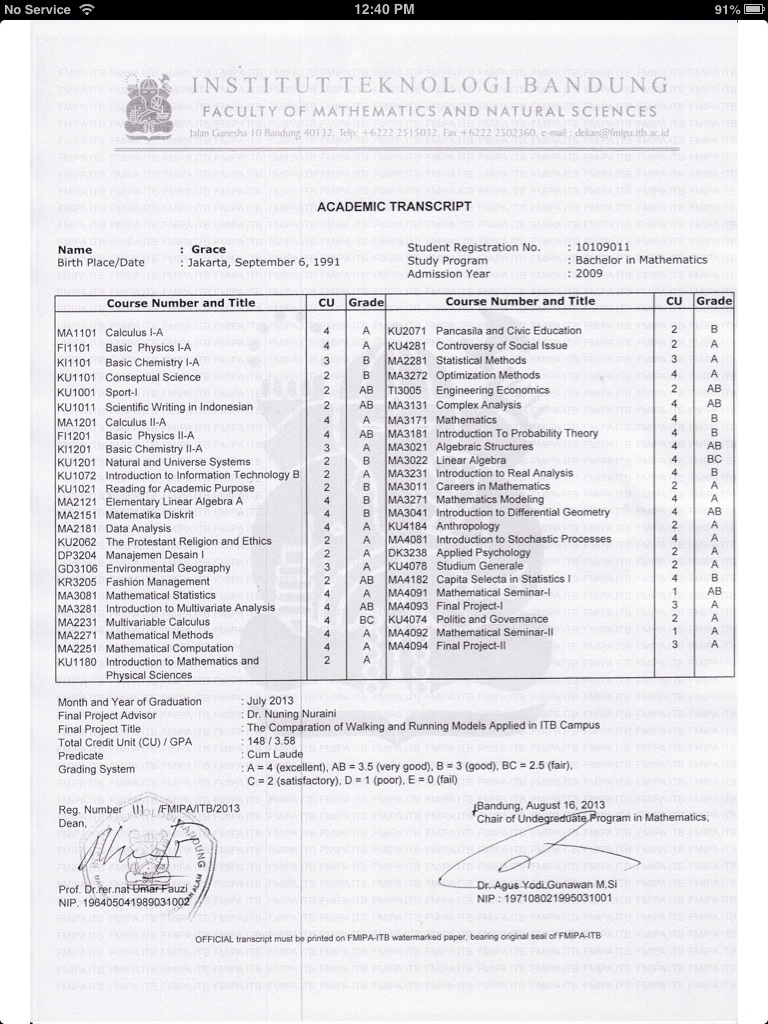 No Service 12:40 PM 91%
INSTITUT TEKNOLOGI BANDUNG
FACULTY OF MATHEMATICS AND NATURAL SCIENCES
Jalan Ganesha 10 Bandung 40132, Telp: +6222 2515032, Fax +6222 2502360, e-mail : dekan@fmipa.itb.ac.id
ACADEMIC TRANSCRIPT
Name : Grace
Birth Place/Date : Jakarta, September 6, 1991
Student Registration No. : 10109011
Study Program : Bachelor in Mathematics
Admission Year : 2009
Course Number and Title CU Grade
MA1101 Calculus I-A 4 A
FI1101 Basic Physics I-A 4 A
KI1101 Basic Chemistry I-A 3 B
KU1101 Conseptual Science 2 B
KU1001 Sport-I 2 AB
KU1011 Scientific Writing in Indonesian 2 AB
MA1201 Calculus II-A 4 A
FI1201 Basic Physics II-A 4 AB
KI1201 Basic Chemistry II-A 3 A
KU1201 Natural and Universe Systems 2 B
KU1072 Introduction to Information Technology B 2 B
KU1021 Reading for Academic Purpose 2 B
MA2121 Elementary Linear Algebra A 4 B
MA2151 Matematika Diskrit 4 B
MA2181 Data Analysis 4 A
KU2062 The Protestant Religion and Ethics 2 A
DP3204 Manajemen Desain I 2 A
GD3106 Environmental Geography 3 A
KR3205 Fashion Management 2 AB
MA3081 Mathematical Statistics 4 A
MA3281 Introduction to Multivariate Analysis 4 AB
MA2231 Multivariable Calculus 4 BC
MA2271 Mathematical Methods 4 A
MA2251 Mathematical Computation 4 A
KU1180 Introduction to Mathematics and 2 A
Physical Sciences
Course Number and Title CU Grade
KU2071 Pancasila and Civic Education 2 B
KU4281 Controversy of Social Issue 2 A
MA2281 Statistical Methods 3 A
MA3272 Optimization Methods 4 A
TI3005 Engineering Economics 2 AB
MA3131 Complex Analysis 4 AB
MA3171 Mathematics 4 B
MA3181 Introduction To Probability Theory 4 B
MA3021 Algebraic Structures 4 AB
MA3022 Linear Algebra 4 BC
MA3231 Introduction to Real Analysis 4 B
MA3011 Careers in Mathematics 2 A
MA3271 Mathematics Modeling 4 A
MA3041 Introduction to Differential Geometry 4 AB
KU4184 Anthropology 2 A
MA4081 Introduction to Stochastic Processes 4 A
DK3238 Applied Psychology 2 A
KU4078 Studium Generale 2 A
MA4182 Capita Selecta in Statistics I 4 B
MA4091 Mathematical Seminar-I 1 AB
MA4093 Final Project-I 3 A
KU4074 Politic and Governance 2 A
MA4092 Mathematical Seminar-II 1 A
MA4094 Final Project-II 3 A
Month and Year of Graduation : July 2013
Final Project Advisor : Dr. Nuning Nuraini
Final Project Title : The Comparation of Walking and Running Models Applied in ITB Campus
Total Credit Unit (CU) / GPA : 148 / 3.58
Predicate : Cum Laude
Grading System : A = 4 (excellent), AB = 3.5 (very good), B = 3 (good), BC = 2.5 (fair),
C = 2 (satisfactory), D = 1 (poor), E = 0 (fail)
Reg. Number /FMIPA/ITB/2013
Dean,
Prof. Dr.rer.nat Umar Fauzi
NIP. 196405041989031002
Bandung, August 16, 2013
Chair of Undegreduate Program in Mathematics,
Dr. Agus Yodi.Gunawan M.Si
NIP : 197108021995031001
OFFICIAL transcript must be printed on FMIPA-ITB watermarked paper, bearing original seal of FMIPA-ITB